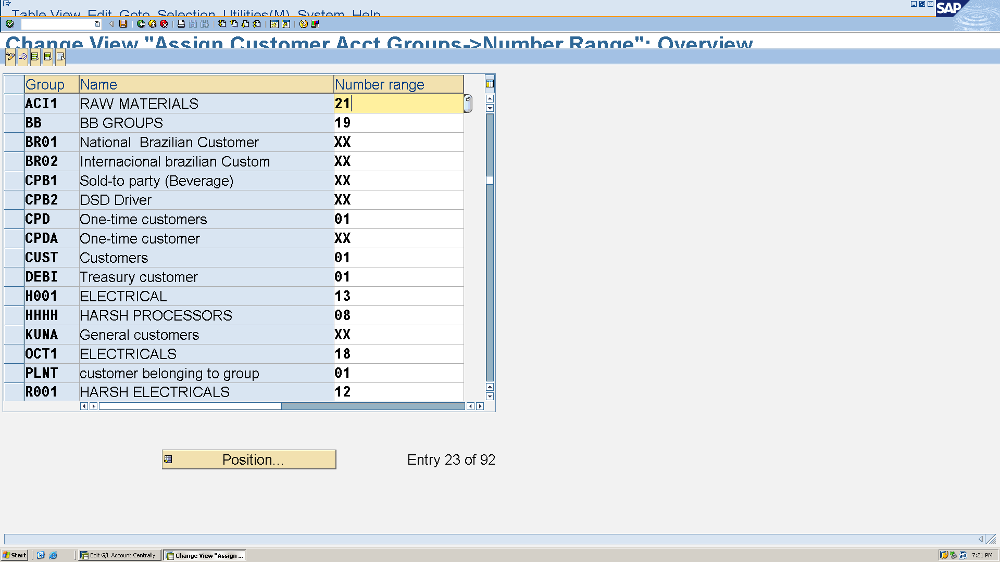 Table View Edit Goto Selection Utilities(M) System Help
SAP
Change View "Assign Customer Acct Groups->Number Range": Overview
Group Name Number range
ACI1 RAW MATERIALS 21
BB BB GROUPS 19
BR01 National Brazilian Customer XX
BR02 Internacional brazilian Custom XX
CPB1 Sold-to party (Beverage) XX
CPB2 DSD Driver XX
CPD One-time customers 01
CPDA One-time customer XX
CUST Customers 01
DEBI Treasury customer 01
H001 ELECTRICAL 13
HHHH HARSH PROCESSORS 08
KUNA General customers XX
OCT1 ELECTRICALS 18
PLNT customer belonging to group 01
R001 HARSH ELECTRICALS 12
Position... Entry 23 of 92
Start Edit G/L Account Centrally Change View "Assign ... 7:21 PM